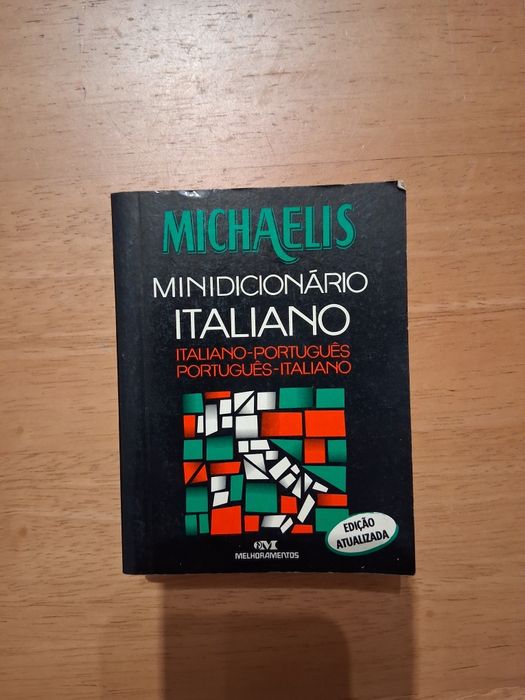 MICHAELIS
MINIDICIONÁRIO
ITALIANO
ITALIANO-PORTUGUÊS
PORTUGUÊS-ITALIANO
EDIÇÃO
ATUALIZADA
MELHORAMENTOS